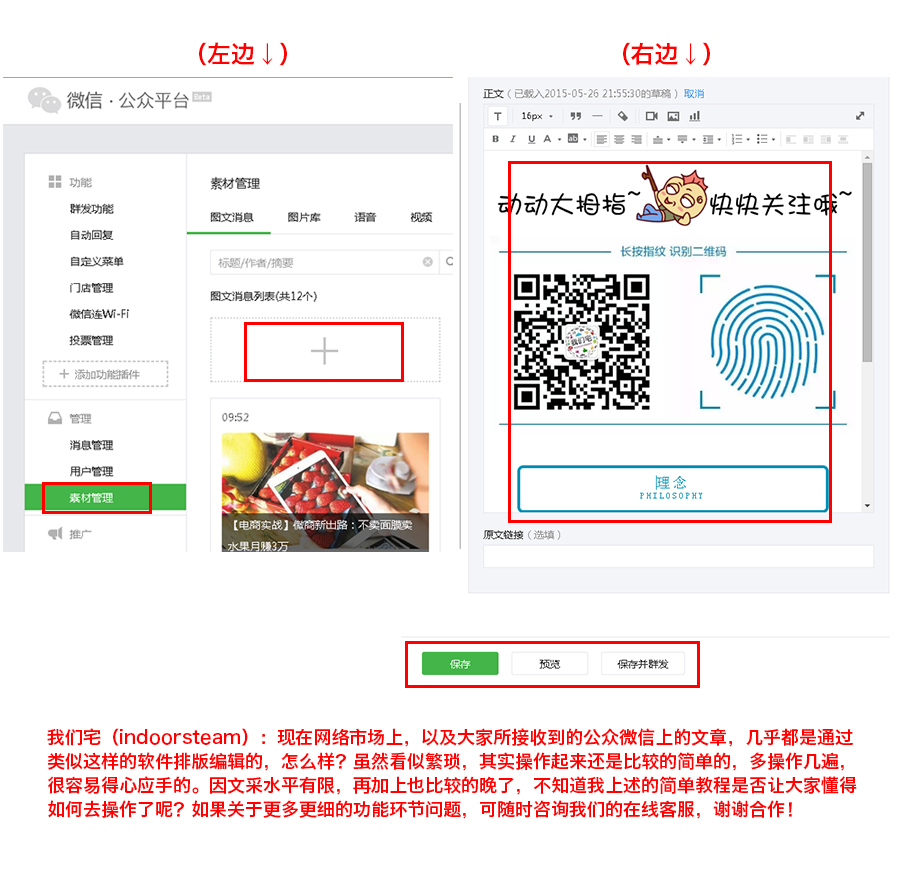 （左边↓）
（右边↓）
微信·公众平台 Beta
功能
群发功能
自动回复
自定义菜单
门店管理
微信连Wi-Fi
投票管理
＋ 添加功能插件
管理
消息管理
用户管理
素材管理
推广
素材管理
图文消息 图片库 语音 视频
标题/作者/摘要
图文消息列表(共12个)
09:52
【电商实战】微商新出路：不卖面膜卖
水果月赚3万
正文（已载入2015-05-26 21:55:30的草稿）取消
16px
动动大拇指~ 快快关注哦~
长按指纹 识别二维码
我们宅
理念
PHILOSOPHY
原文链接（选填）
保存 预览 保存并群发
我们宅（indoorsteam）：现在网络市场上，以及大家所接收到的公众微信上的文章，几乎都是通过
类似这样的软件排版编辑的，怎么样？虽然看似繁琐，其实操作起来还是比较的简单的，多操作几遍，
很容易得心应手的。因文采水平有限，再加上也比较的晚了，不知道我上述的简单教程是否让大家懂得
如何去操作了呢？如果关于更多更细的功能环节问题，可随时咨询我们的在线客服，谢谢合作！